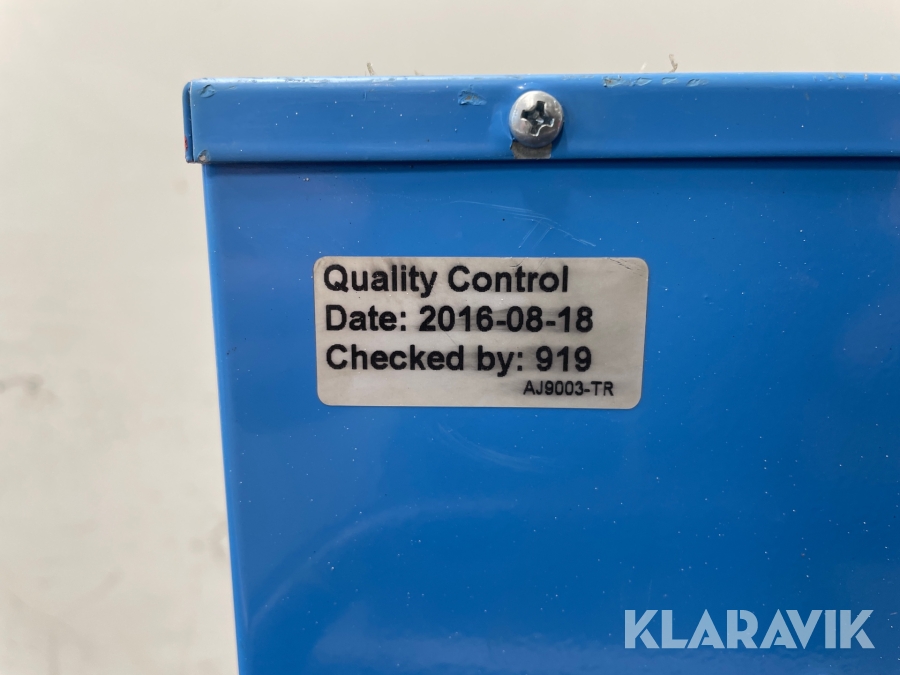 Quality Control
Date: 2016-08-18
Checked by: 919
AJ9003-TR
KLARAVIK